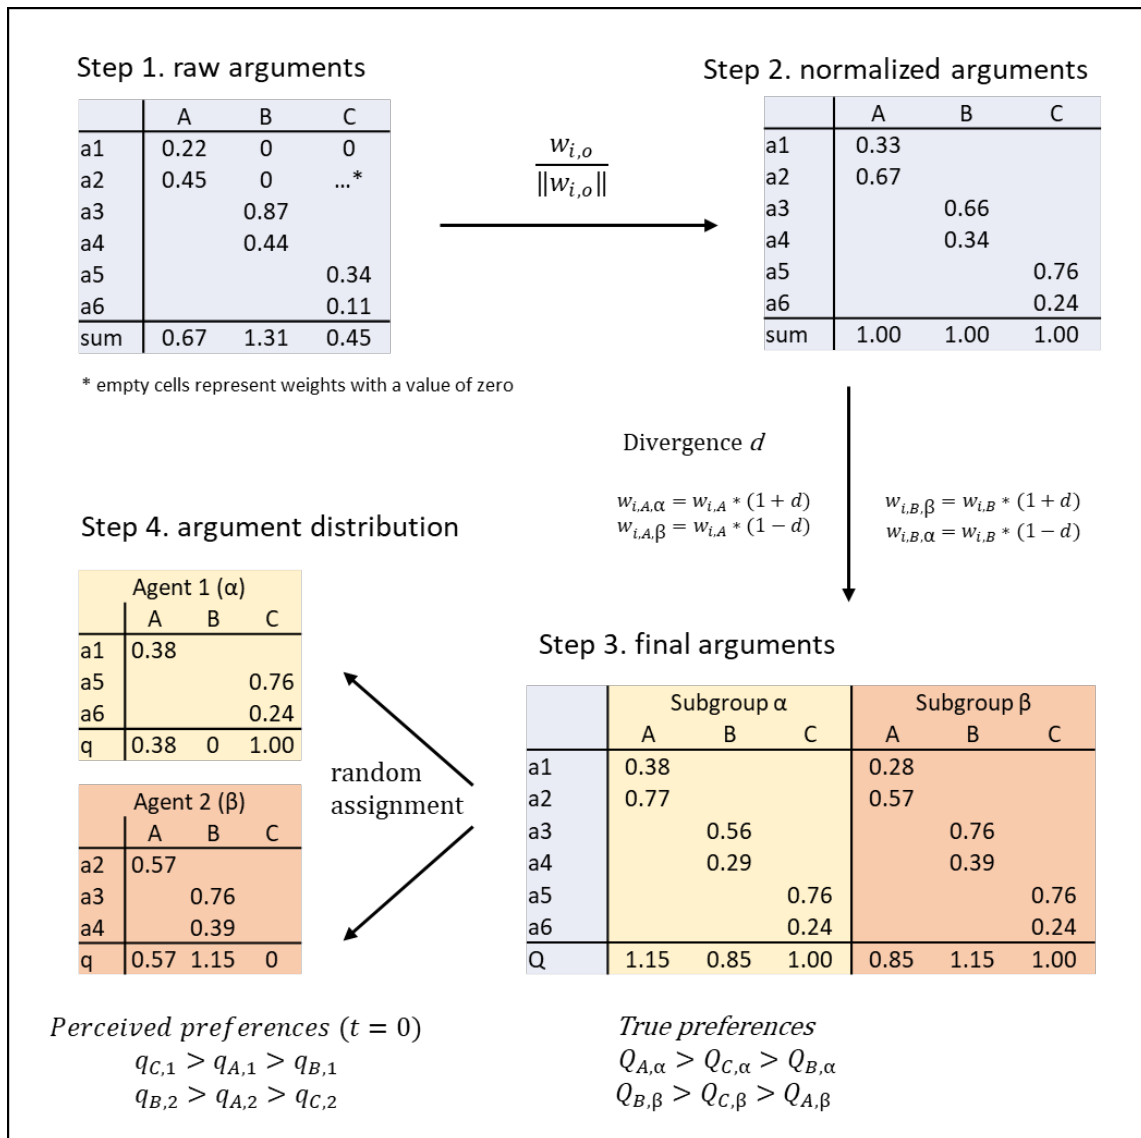 Step 1. raw arguments
A B C
a1 0.22 0 0
a2 0.45 0 ...*
a3 0.87
a4 0.44
a5 0.34
a6 0.11
sum 0.67 1.31 0.45
* empty cells represent weights with a value of zero
w_{i,o}
‖w_{i,o}‖
Step 2. normalized arguments
A B C
a1 0.33
a2 0.67
a3 0.66
a4 0.34
a5 0.76
a6 0.24
sum 1.00 1.00 1.00
Divergence d
w_{i,A,α} = w_{i,A} * (1 + d)
w_{i,A,β} = w_{i,A} * (1 − d)
w_{i,B,β} = w_{i,B} * (1 + d)
w_{i,B,α} = w_{i,B} * (1 − d)
Step 3. final arguments
Subgroup α Subgroup β
A B C A B C
a1 0.38 0.28
a2 0.77 0.57
a3 0.56 0.76
a4 0.29 0.39
a5 0.76 0.76
a6 0.24 0.24
Q 1.15 0.85 1.00 0.85 1.15 1.00
True preferences
Q_{A,α} > Q_{C,α} > Q_{B,α}
Q_{B,β} > Q_{C,β} > Q_{A,β}
random
assignment
Step 4. argument distribution
Agent 1 (α)
A B C
a1 0.38
a5 0.76
a6 0.24
q 0.38 0 1.00
Agent 2 (β)
A B C
a2 0.57
a3 0.76
a4 0.39
q 0.57 1.15 0
Perceived preferences (t = 0)
q_{C,1} > q_{A,1} > q_{B,1}
q_{B,2} > q_{A,2} > q_{C,2}